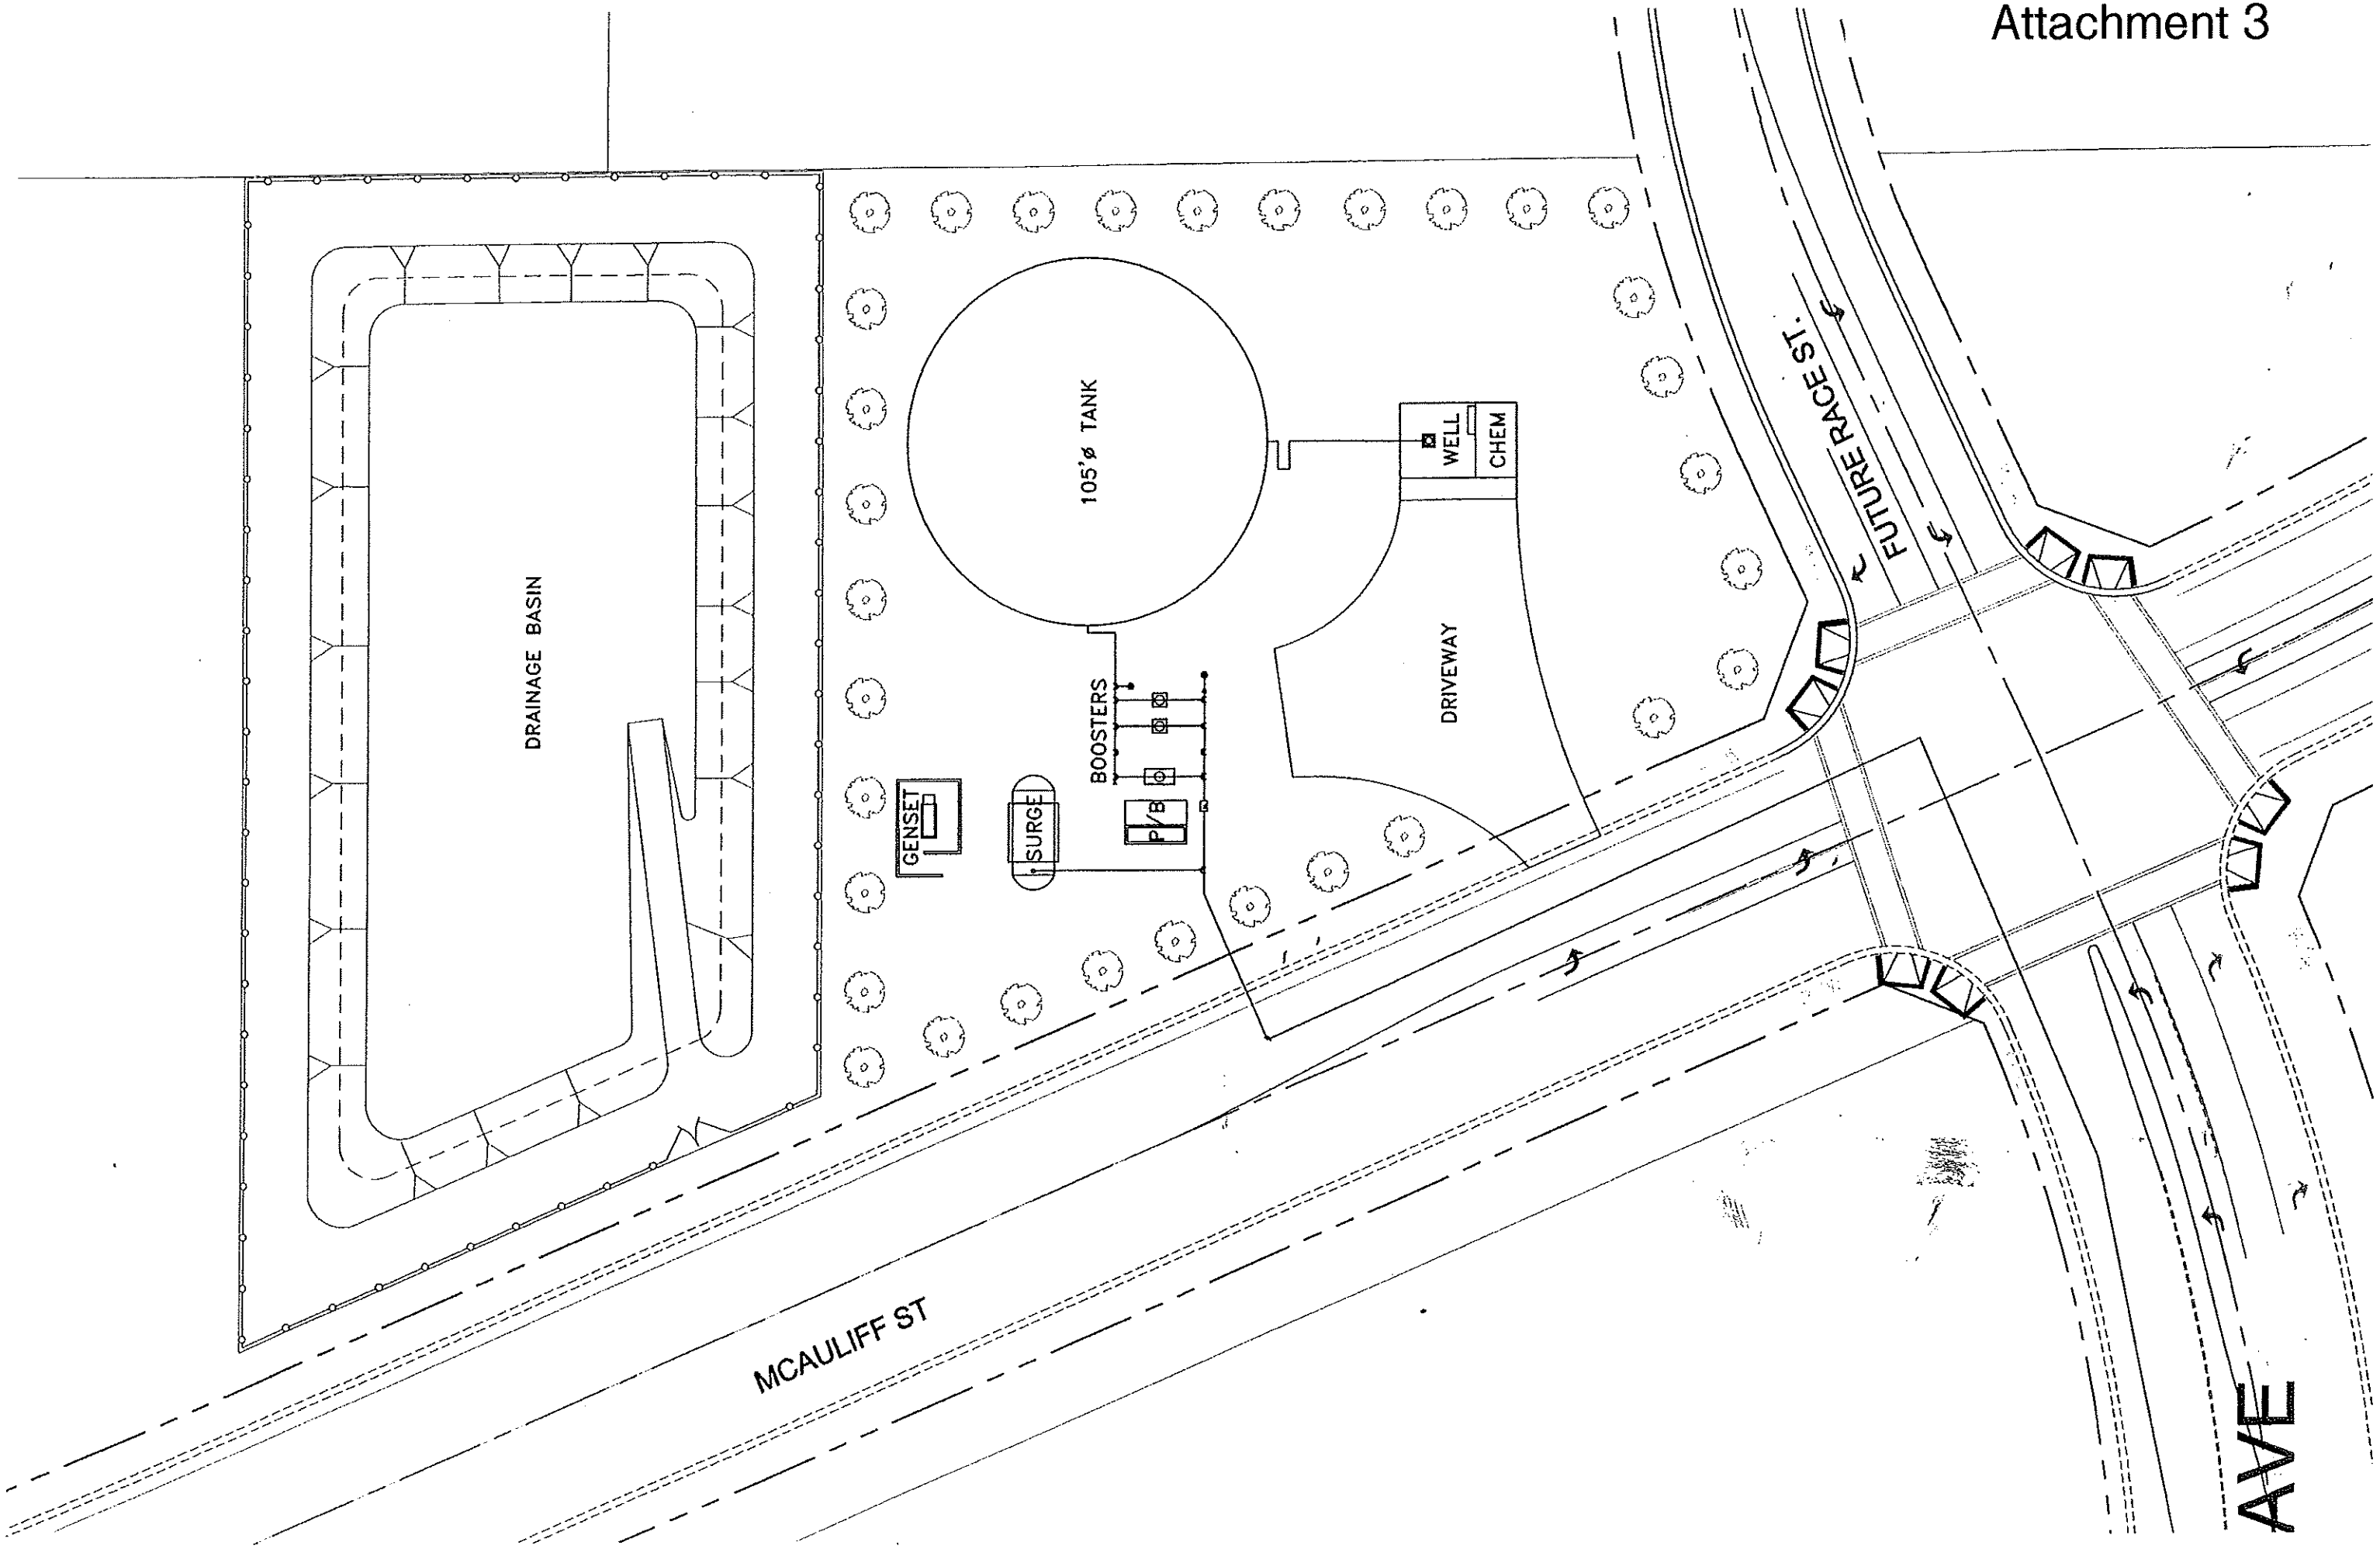 Attachment 3
105'ø TANK
WELL
CHEM
FUTURE RACE ST.
DRAINAGE BASIN
BOOSTERS
DRIVEWAY
GENSET
SURGE
P/B
MCAULIFF ST
AVE